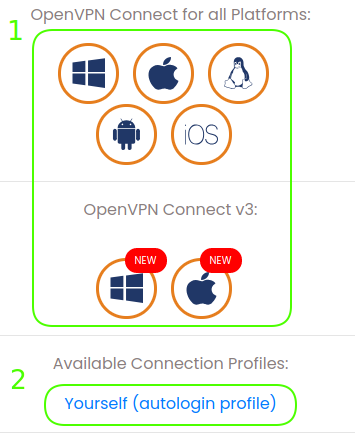 1
OpenVPN Connect for all Platforms:
iOS
OpenVPN Connect v3:
NEW NEW
2
Available Connection Profiles:
Yourself (autologin profile)